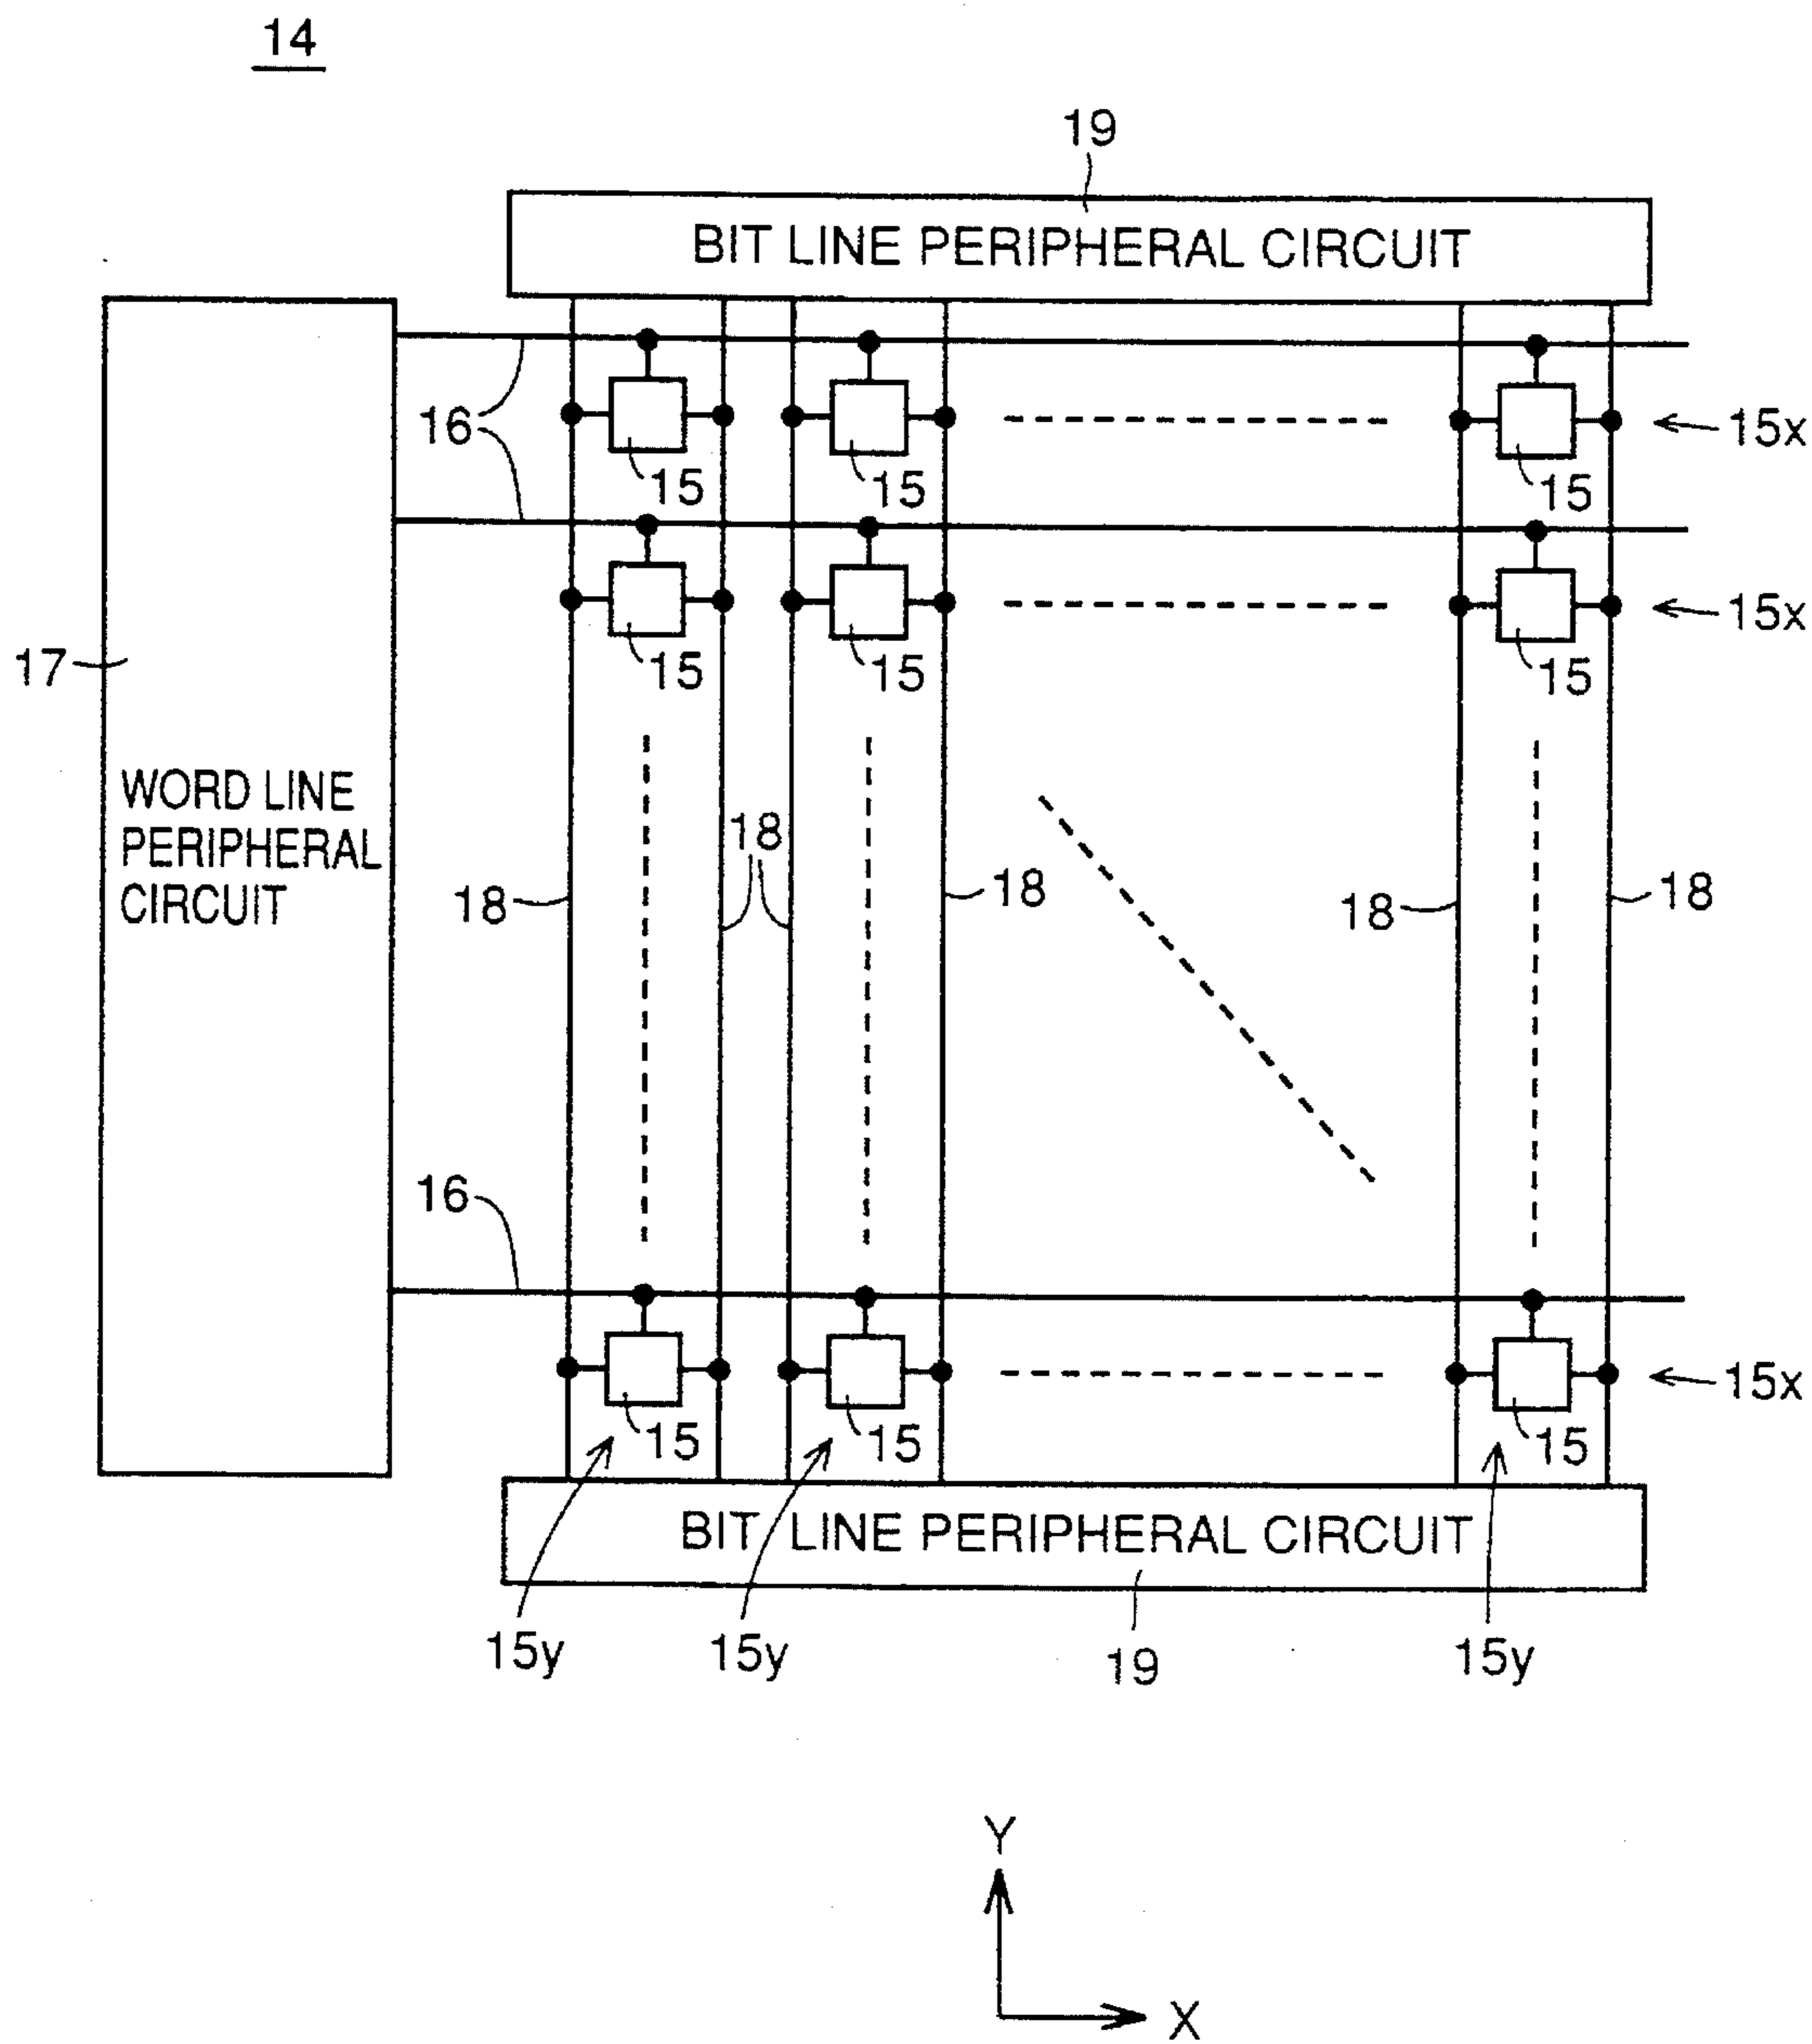 14
19
BIT LINE PERIPHERAL CIRCUIT
16
15x
15 15 15
15x
17
15 15 15
WORD LINE
PERIPHERAL
CIRCUIT
18
18
18
18
18
16
15x
15 15 15
BIT LINE PERIPHERAL CIRCUIT
15y
15y
19
15y
Y
X